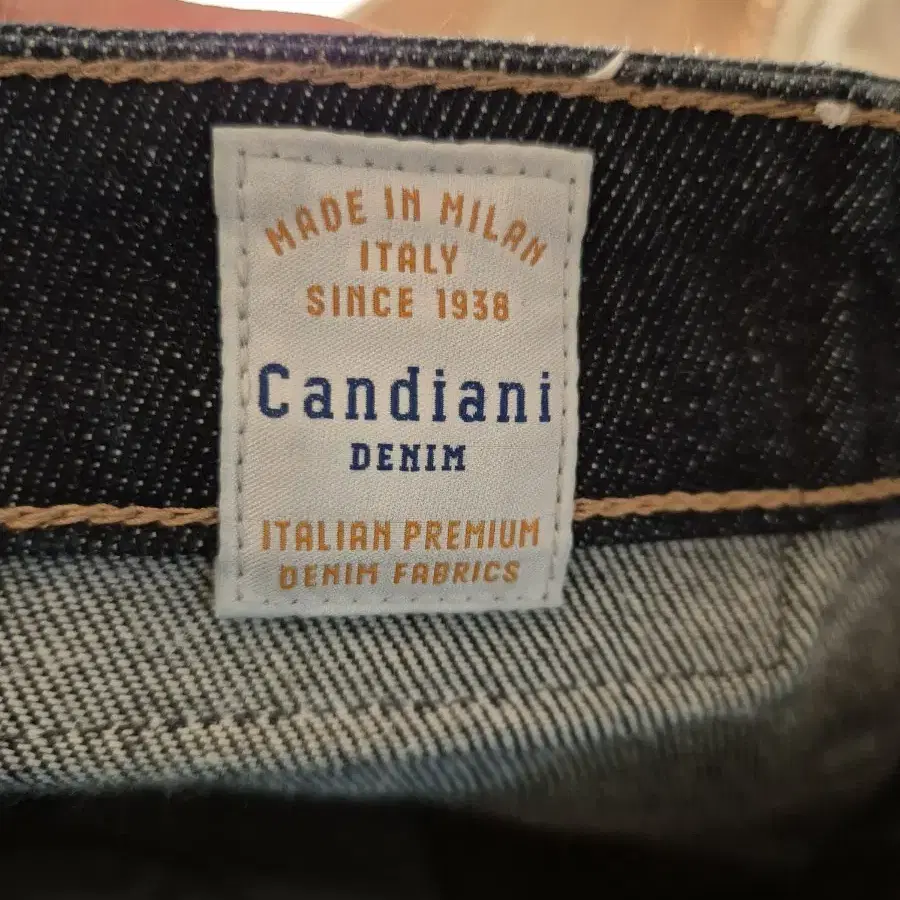 MADE IN MILAN
ITALY
SINCE 1938
Candiani
DENIM
ITALIAN PREMIUM
DENIM FABRICS